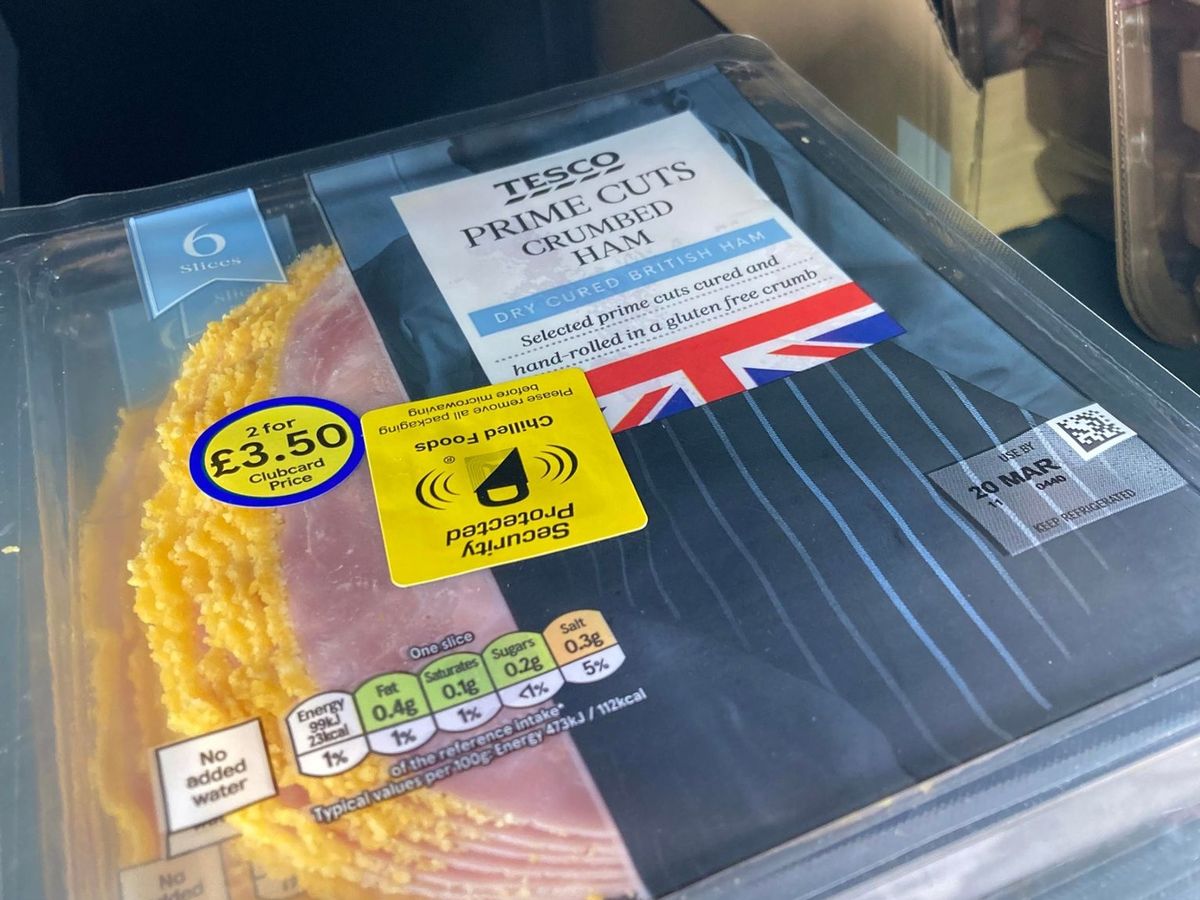 6
Slices
TESCO
PRIME CUTS
CRUMBED
HAM
DRY CURED BRITISH HAM
Selected prime cuts cured and
hand-rolled in a gluten free crumb
2 for
£3.50
Clubcard
Price
Security
Protected
®
Chilled Foods
Please remove all packaging
before microwaving
USE BY
20 MAR
11 0440
KEEP REFRIGERATED
One slice
Energy
99kJ
23kcal
1%
Fat
0.4g
1%
Saturates
0.1g
1%
Sugars
0.2g
<1%
Salt
0.3g
5%
of the reference intake*
Typical values per 100g: Energy 473kJ / 112kcal
No
added
water
No